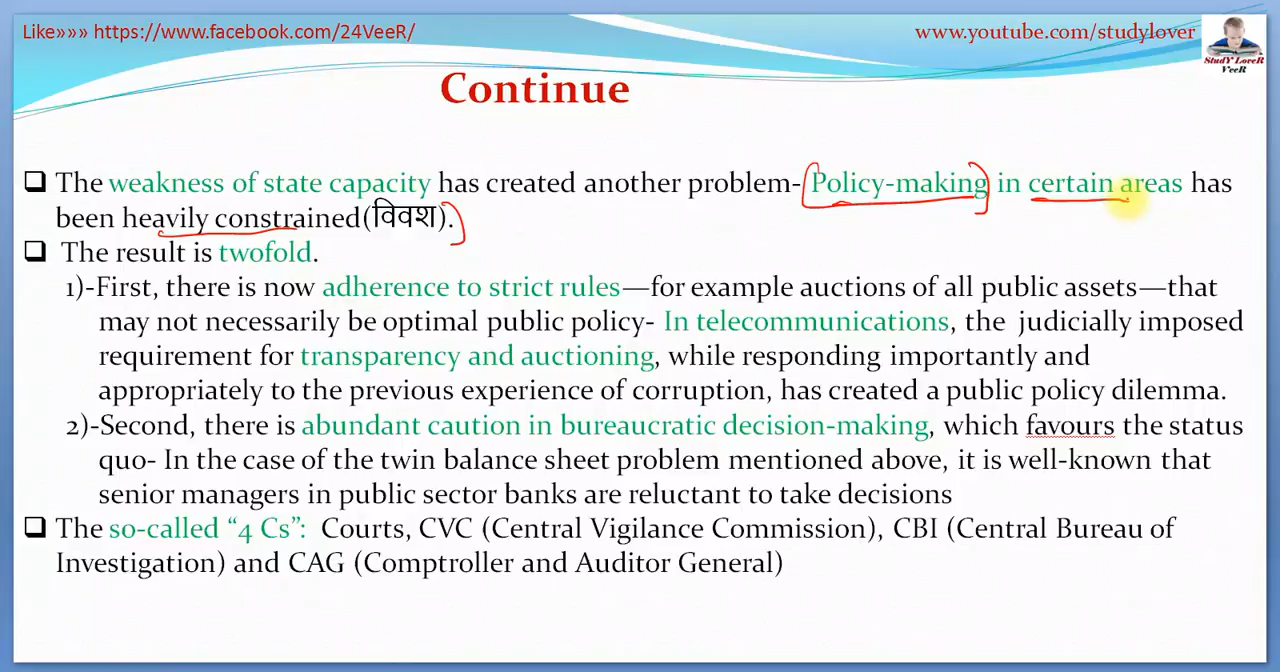 Like»»» https://www.facebook.com/24VeeR/
www.youtube.com/studylover
StudY LoveR
VeeR
Continue
❑ The weakness of state capacity has created another problem- Policy-making in certain areas has
been heavily constrained(विवश).
❑ The result is twofold.
1)-First, there is now adherence to strict rules—for example auctions of all public assets—that
may not necessarily be optimal public policy- In telecommunications, the judicially imposed
requirement for transparency and auctioning, while responding importantly and
appropriately to the previous experience of corruption, has created a public policy dilemma.
2)-Second, there is abundant caution in bureaucratic decision-making, which favours the status
quo- In the case of the twin balance sheet problem mentioned above, it is well-known that
senior managers in public sector banks are reluctant to take decisions
❑ The so-called “4 Cs”: Courts, CVC (Central Vigilance Commission), CBI (Central Bureau of
Investigation) and CAG (Comptroller and Auditor General)